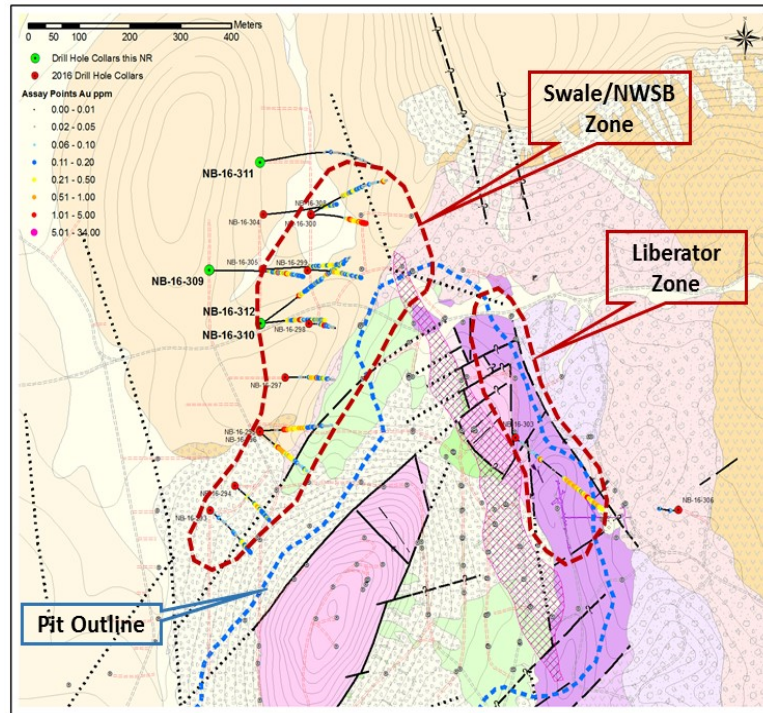 0 50 100 200 300 400
Meters
Drill Hole Collars this NR
2016 Drill Hole Collars
Assay Points Au ppm
0.00 - 0.01
0.02 - 0.05
0.06 - 0.10
0.11 - 0.20
0.21 - 0.50
0.51 - 1.00
1.01 - 5.00
5.01 - 34.00
Swale/NWSB
Zone
NB-16-311
NB-16-304
NB-16-300
Liberator
Zone
NB-16-305
NB-16-299
NB-16-309
NB-16-312
NB-16-310
NB-16-298
NB-16-297
NB-16-303
NB-16-294
NB-16-293
NB-16-306
Pit Outline